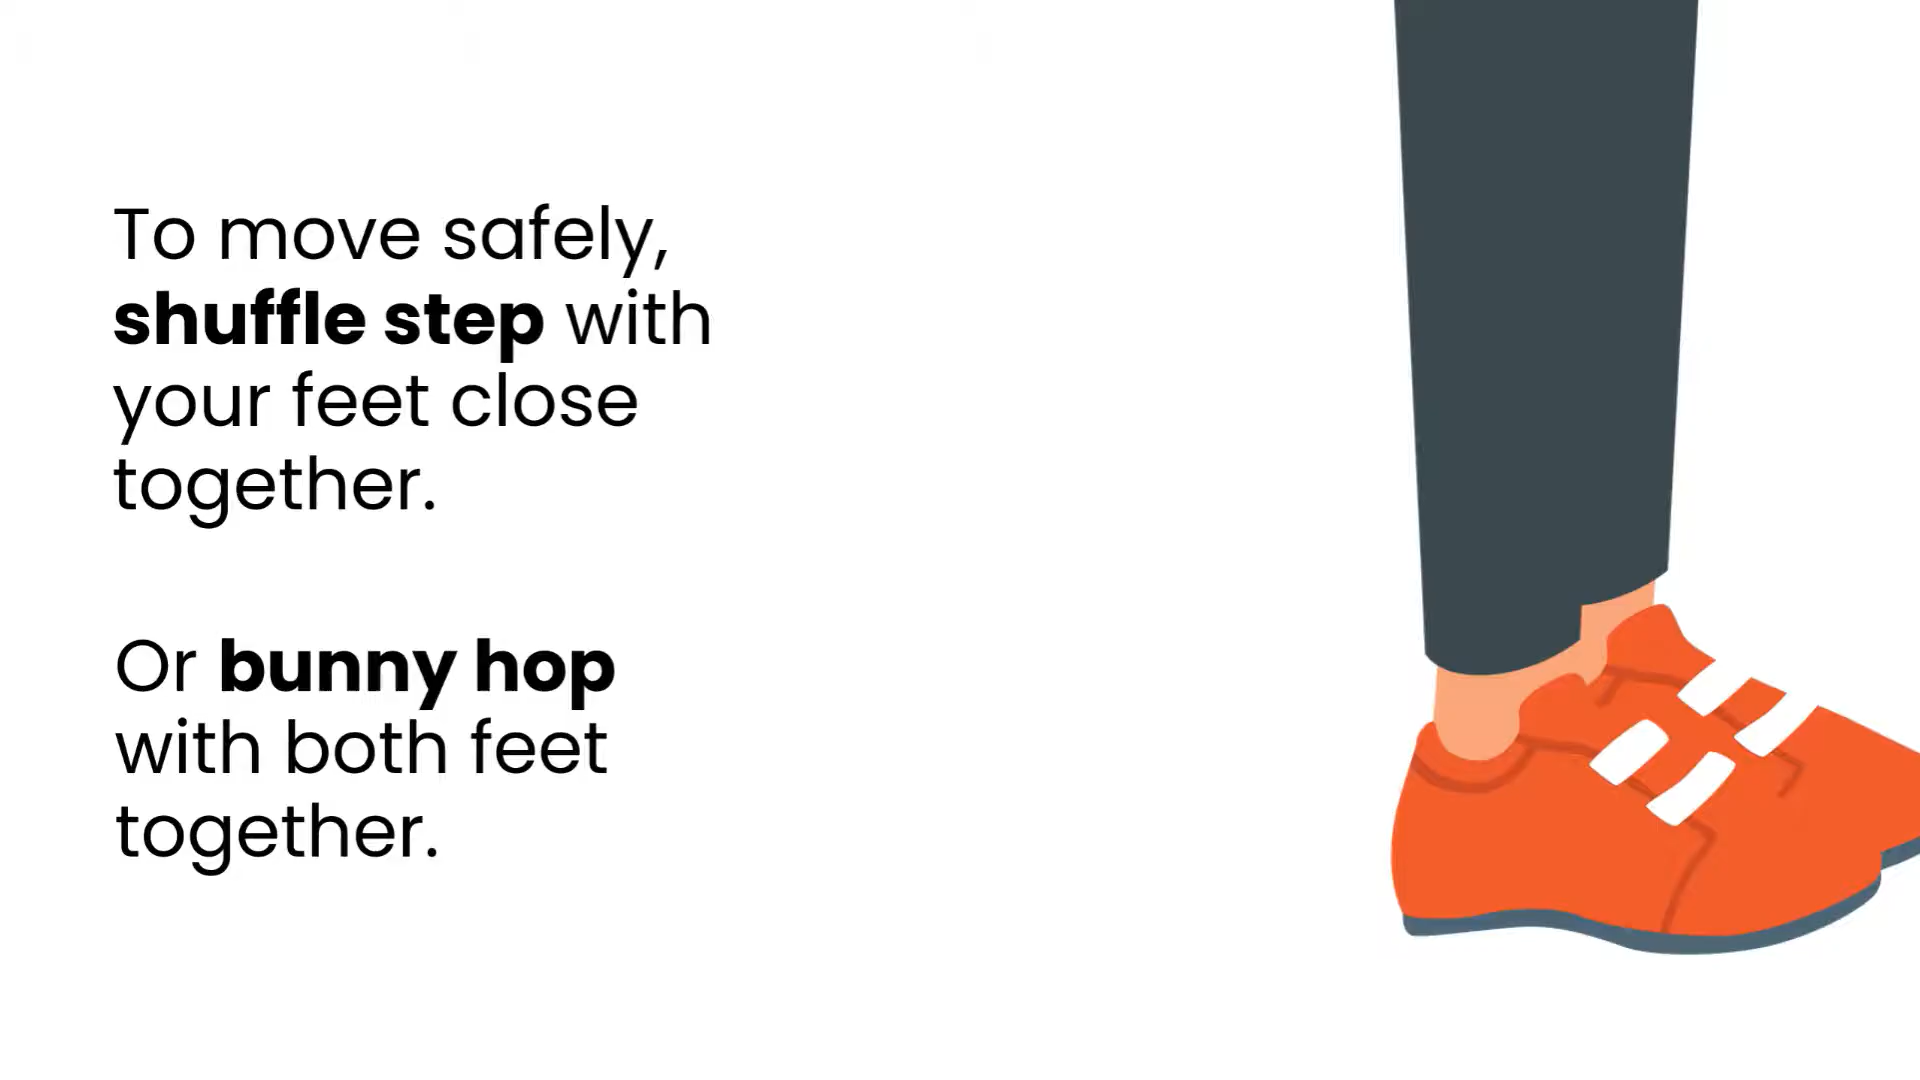 To move safely,
shuffle step with
your feet close
together.
Or bunny hop
with both feet
together.